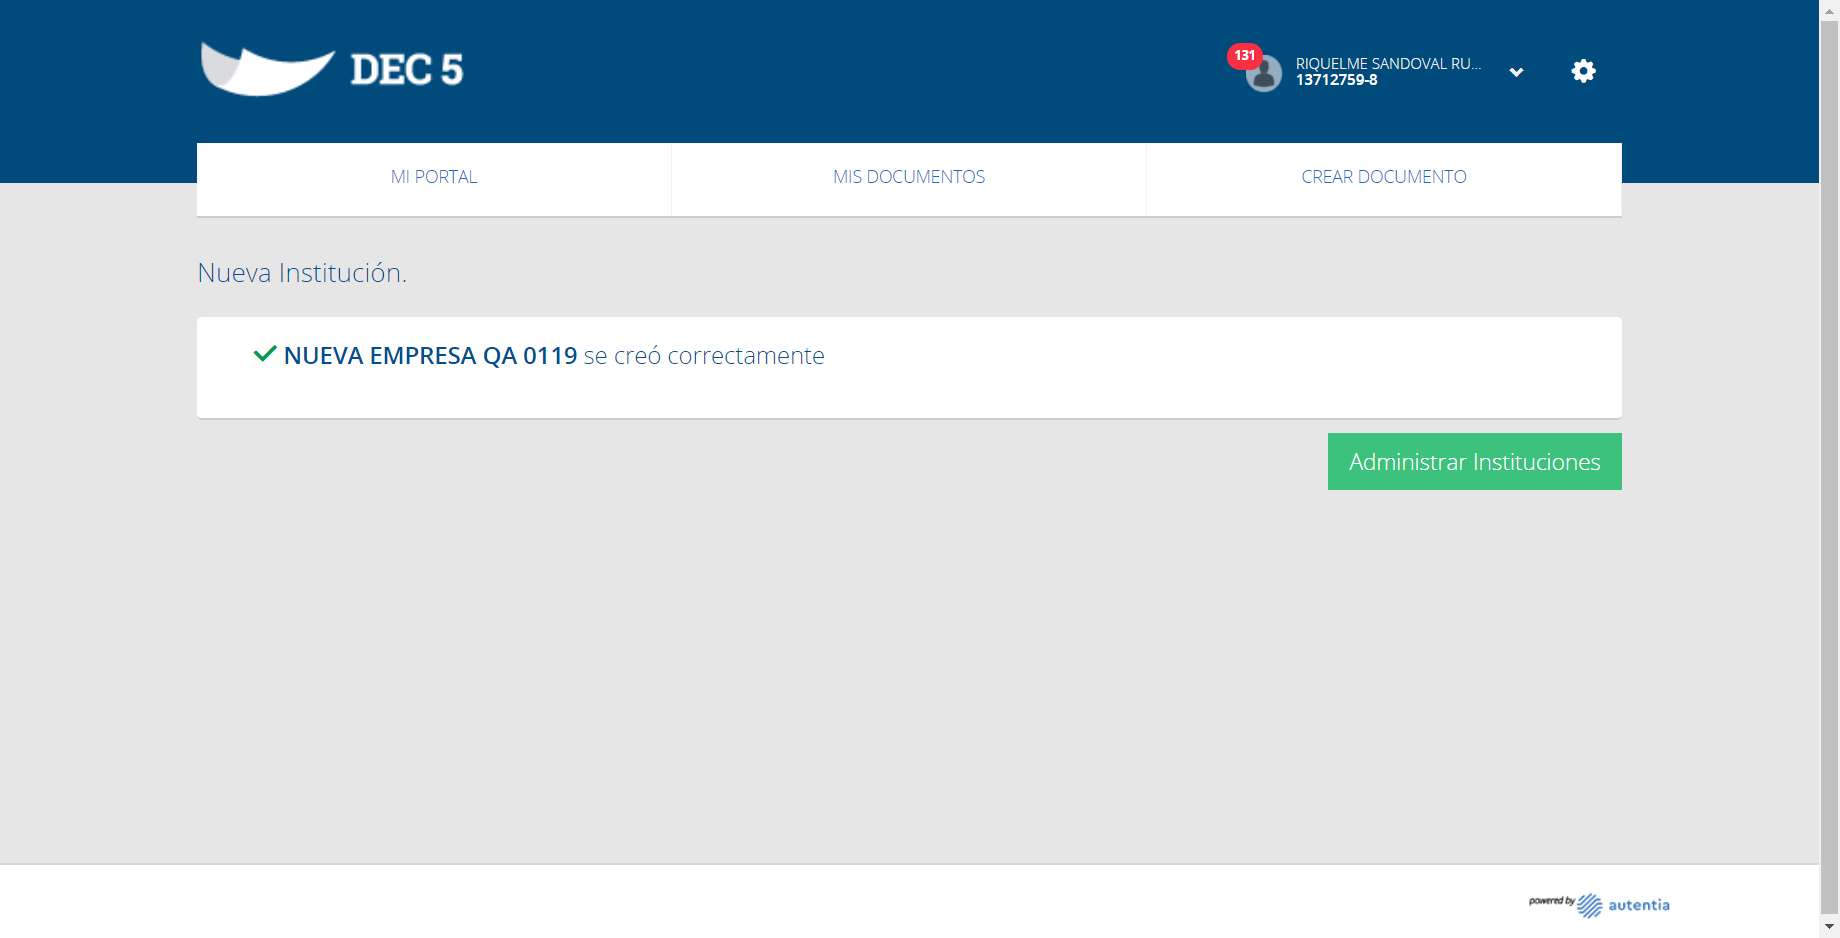 DEC 5
131
RIQUELME SANDOVAL RU...
13712759-8
MI PORTAL
MIS DOCUMENTOS
CREAR DOCUMENTO
Nueva Institución.
NUEVA EMPRESA QA 0119 se creó correctamente
Administrar Instituciones
powered by autentia